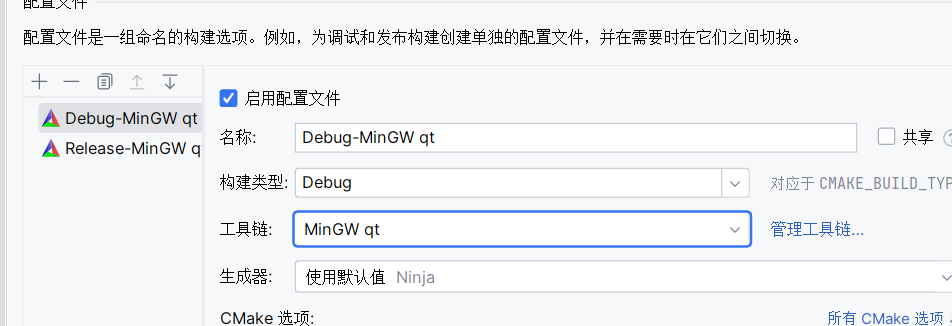 配置文件
配置文件是一组命名的构建选项。例如，为调试和发布构建创建单独的配置文件，并在需要时在它们之间切换。
启用配置文件
Debug-MinGW qt
名称: Debug-MinGW qt 共享
Release-MinGW q
构建类型: Debug 对应于 CMAKE_BUILD_TYP
工具链: MinGW qt 管理工具链...
生成器: 使用默认值 Ninja
CMake 选项: 所有 CMake 选项